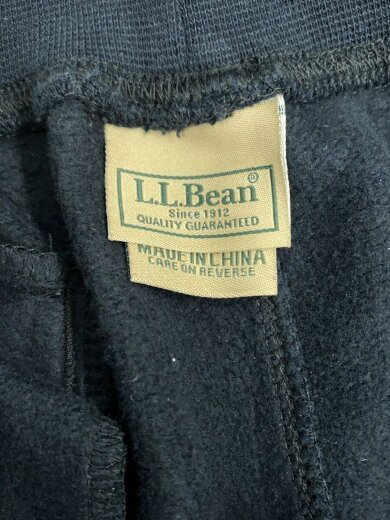 L.L.Bean®
Since 1912
QUALITY GUARANTEED
MADE IN CHINA
CARE ON REVERSE